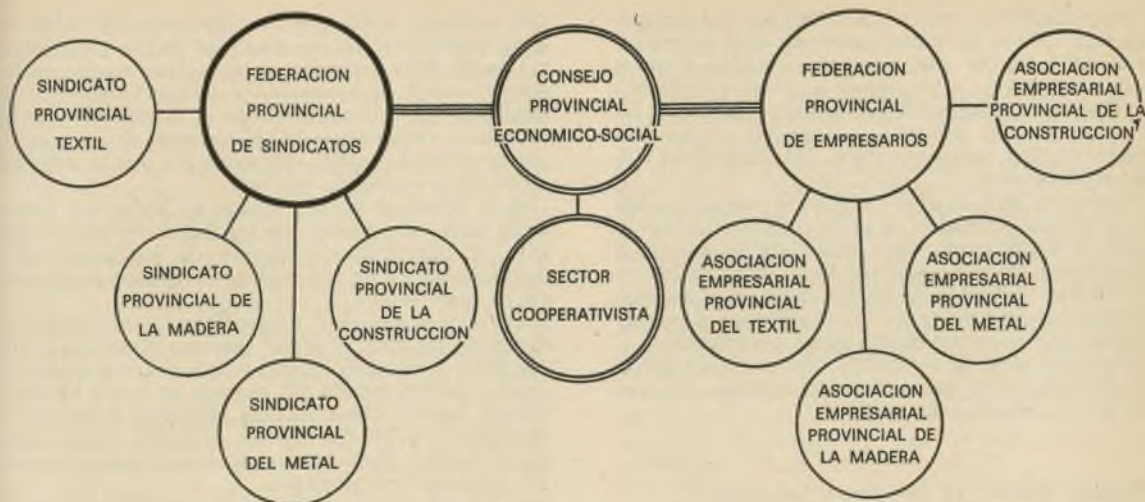 SINDICATO
PROVINCIAL
TEXTIL
FEDERACION
PROVINCIAL
DE SINDICATOS
CONSEJO
PROVINCIAL
ECONOMICO-SOCIAL
FEDERACION
PROVINCIAL
DE EMPRESARIOS
ASOCIACION
EMPRESARIAL
PROVINCIAL DE LA
CONSTRUCCION
SINDICATO
PROVINCIAL DE
LA MADERA
SINDICATO
PROVINCIAL
DE LA
CONSTRUCCION
SECTOR
COOPERATIVISTA
ASOCIACION
EMPRESARIAL
PROVINCIAL
DEL TEXTIL
ASOCIACION
EMPRESARIAL
PROVINCIAL
DEL METAL
SINDICATO
PROVINCIAL
DEL METAL
ASOCIACION
EMPRESARIAL
PROVINCIAL DE
LA MADERA